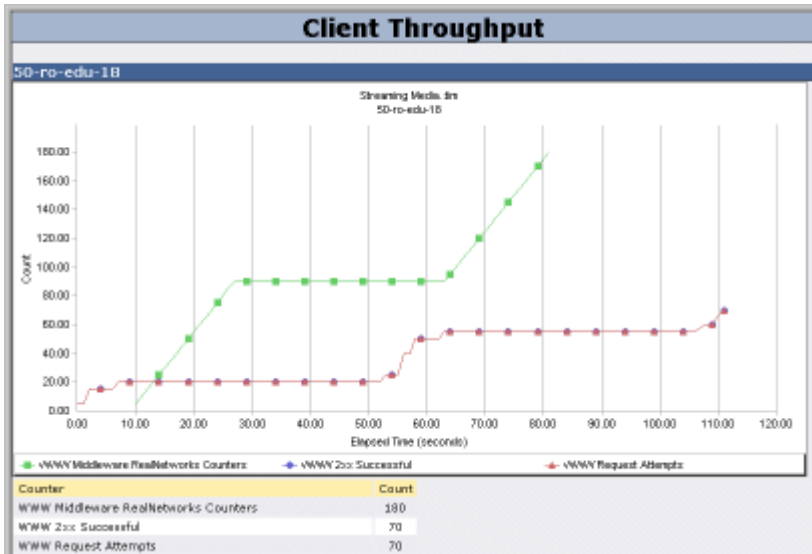 Client Throughput
50-ro-edu-18
Streaming Media.tim
50-ro-edu-18
180.00
160.00
140.00
120.00
100.00
80.00
60.00
40.00
20.00
0.00
Count
0.00 10.00 20.00 30.00 40.00 50.00 60.00 70.00 80.00 90.00 100.00 110.00 120.00
Elapsed Time (seconds)
WWW Middleware RealNetworks Counters WWW 2xx Successful WWW Request Attempts
Counter Count
WWW Middleware RealNetworks Counters 180
WWW 2xx Successful 70
WWW Request Attempts 70